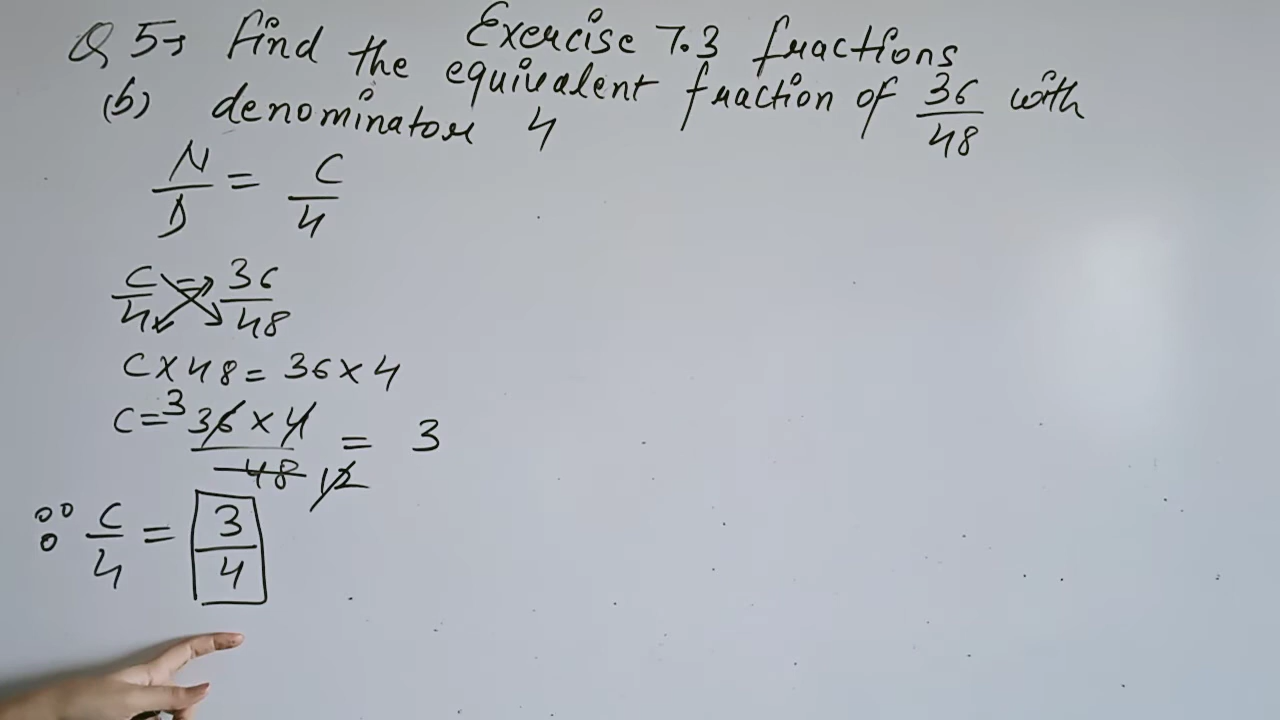 Exercise 7.3 fractions
Q 5→ Find the equivalent fraction of 36/48 with
(b) denominator 4
N/D = C/4
C/4 = 36/48
C × 48 = 36 × 4
C = 3 36 × 4 / 48 12 = 3
∵ C/4 = 3/4